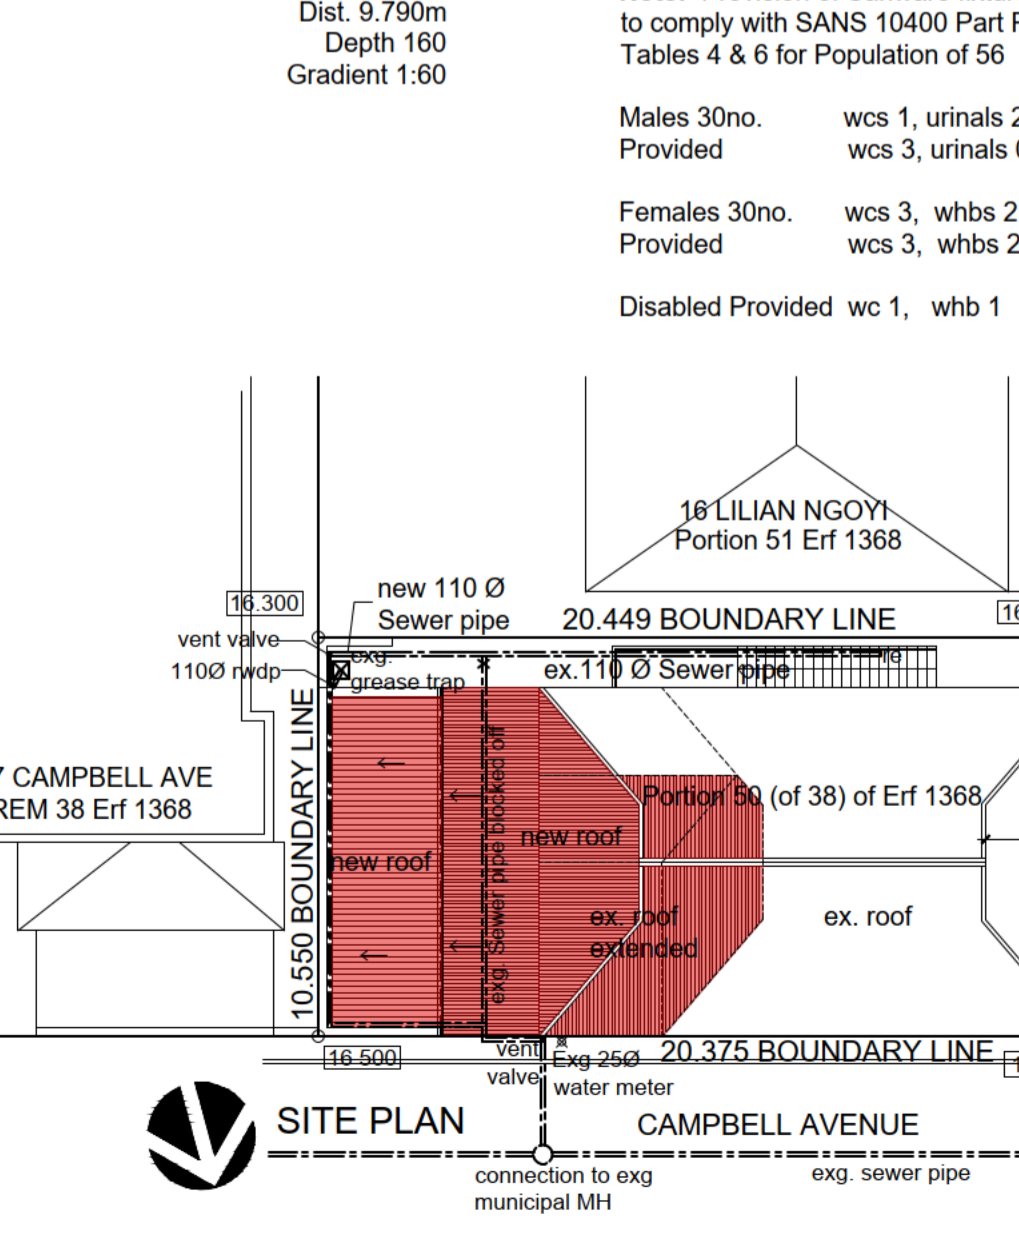 Dist. 9.790m
Depth 160
Gradient 1:60
to comply with SANS 10400 Part
Tables 4 & 6 for Population of 56
Males 30no. wcs 1, urinals 2
Provided wcs 3, urinals
Females 30no. wcs 3, whbs 2
Provided wcs 3, whbs 2
Disabled Provided wc 1, whb 1
16 LILIAN NGOYI
Portion 51 Erf 1368
new 110 Ø
Sewer pipe
16.300
20.449 BOUNDARY LINE
16
vent valve
110Ø rwdp
exg.
grease trap
ex.110 Ø Sewer pipe
re
10.550 BOUNDARY LINE
CAMPBELL AVE
REM 38 Erf 1368
exg. Sewer pipe blocked off
Portion 50 (of 38) of Erf 1368
new roof
new roof
ex. roof
extended
ex. roof
16 500
vent
valve
Exg 25Ø
water meter
20.375 BOUNDARY LINE
1
SITE PLAN
CAMPBELL AVENUE
connection to exg
municipal MH
exg. sewer pipe